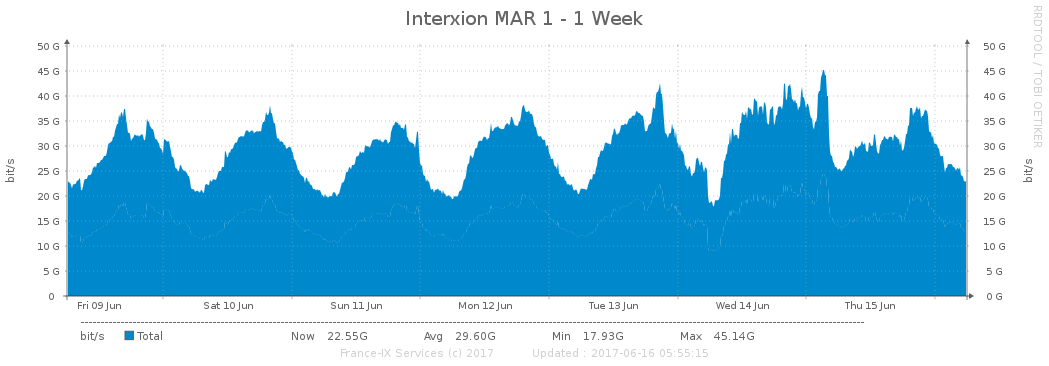 Interxion MAR 1 - 1 Week
RRDTOOL / TOBI OETIKER
bit/s
50 G 50 G
45 G 45 G
40 G 40 G
35 G 35 G
30 G 30 G
25 G 25 G
20 G 20 G
15 G 15 G
10 G 10 G
5 G 5 G
0 0 G
bit/s
Fri 09 Jun Sat 10 Jun Sun 11 Jun Mon 12 Jun Tue 13 Jun Wed 14 Jun Thu 15 Jun
bit/s Total Now 22.55G Avg 29.60G Min 17.93G Max 45.14G
France-IX Services (c) 2017 Updated : 2017-06-16 05:55:15